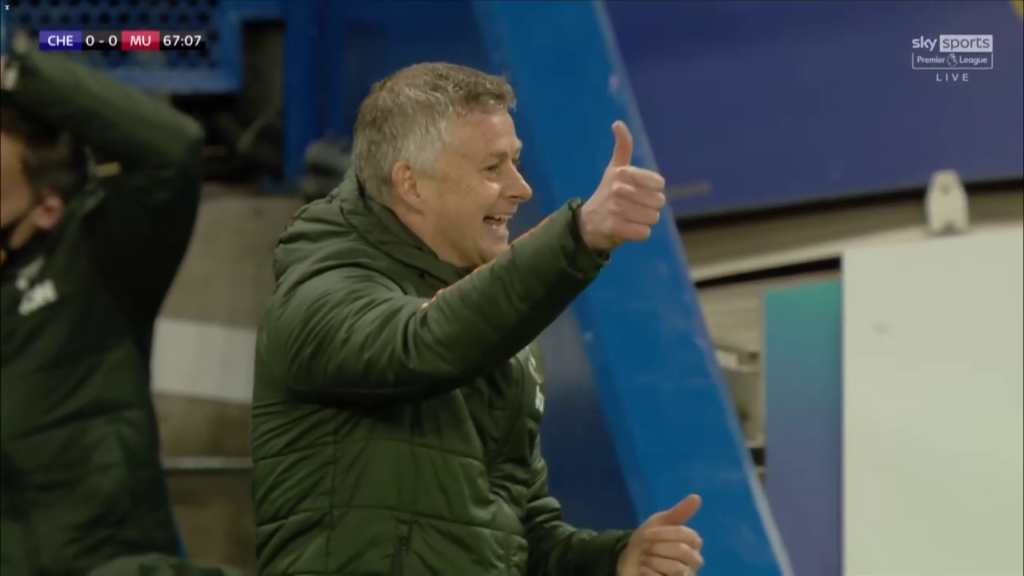 CHE 0 - 0 MU 67:07
sky sports
Premier League
LIVE